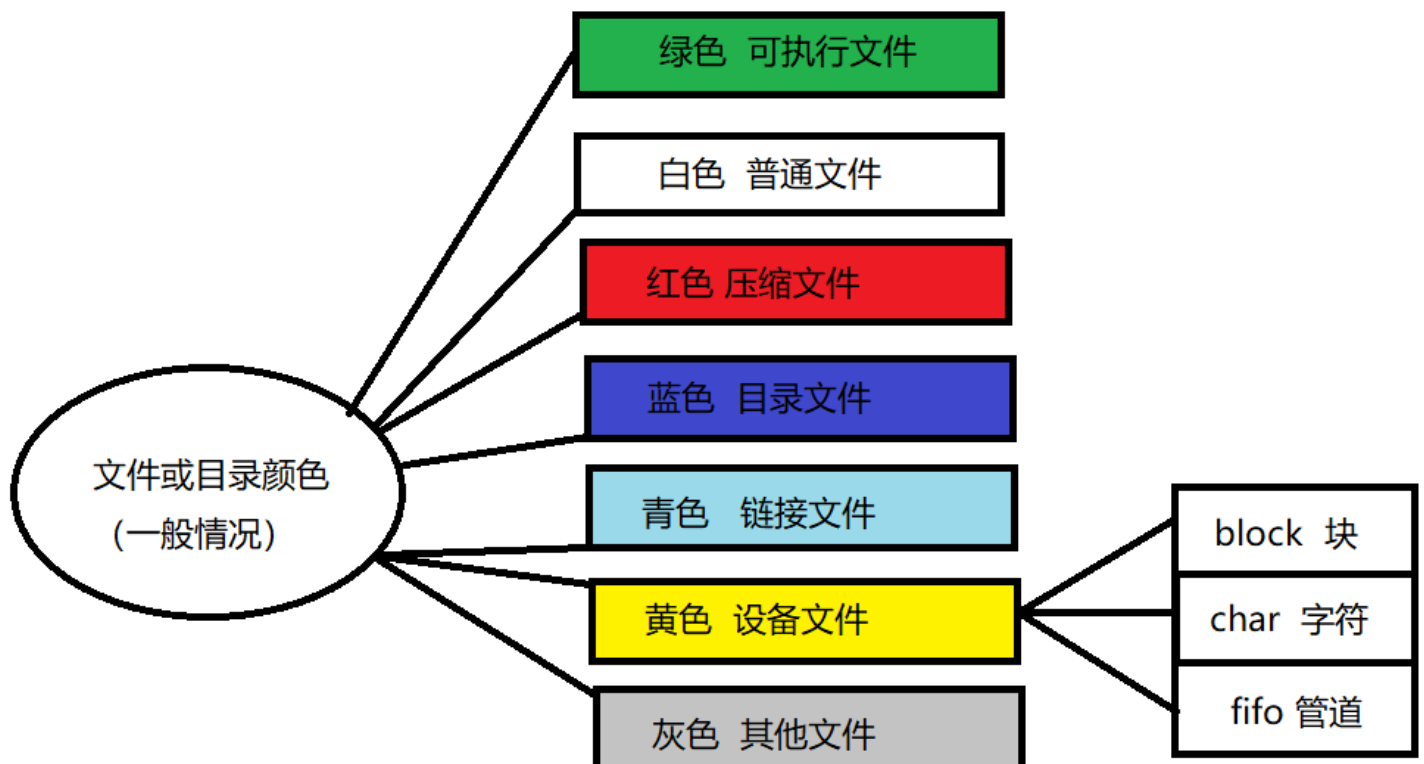 绿色 可执行文件
白色 普通文件
红色 压缩文件
蓝色 目录文件
文件或目录颜色
（一般情况）
青色 链接文件
黄色 设备文件
灰色 其他文件
block 块
char 字符
fifo 管道